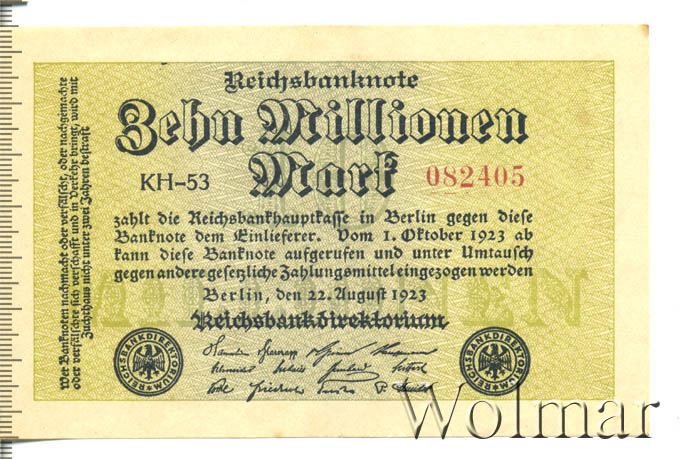 Reichsbanknote
Zehn Millionen
Mark
KH-53
082405
zahlt die Reichsbankhauptkasse in Berlin gegen diese
Banknote dem Einlieferer. Vom 1. Oktober 1923 ab
kann diese Banknote aufgerufen und unter Umtausch
gegen andere gesetzliche Zahlungsmittel eingezogen werden
Berlin, den 22. August 1923
Reichsbankdirektorium
REICHSBANKDIREKTORIUM
REICHSBANKDIREKTORIUM
Wer Banknoten nachmacht oder verfälscht, oder nachgemachte
oder verfälschte sich verschafft und in Verkehr bringt, wird mit
Zuchthaus nicht unter zwei Jahren bestraft
Wolmar